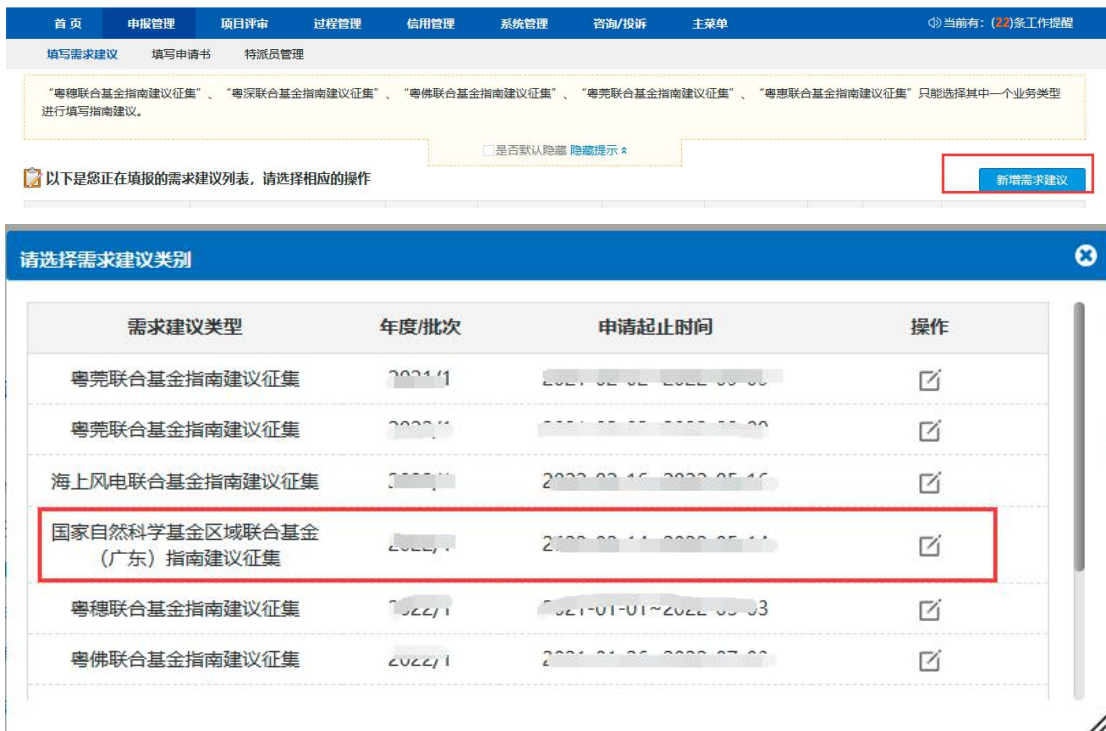 首 页 申报管理 项目评审 过程管理 信用管理 系统管理 咨询/投诉 主菜单 当前有：(22)条工作提醒
填写需求建议 填写申请书 特派员管理
“粤穗联合基金指南建议征集”、“粤深联合基金指南建议征集”、“粤佛联合基金指南建议征集”、“粤莞联合基金指南建议征集”、“粤惠联合基金指南建议征集”只能选择其中一个业务类型
进行填写指南建议。
是否默认隐藏 隐藏提示
以下是您正在填报的需求建议列表，请选择相应的操作 新增需求建议
请选择需求建议类别
需求建议类型 年度/批次 申请起止时间 操作
粤莞联合基金指南建议征集
粤莞联合基金指南建议征集
海上风电联合基金指南建议征集
国家自然科学基金区域联合基金
（广东）指南建议征集
粤穗联合基金指南建议征集
粤佛联合基金指南建议征集